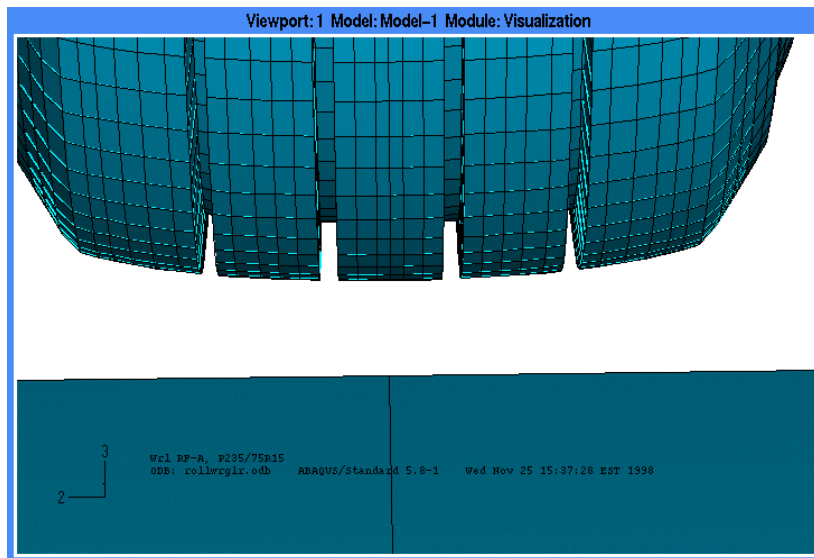 Viewport: 1 Model: Model-1 Module: Visualization
3
Wrl RF-A, P235/75R15
ODB: rollwrglr.odb ABAQUS/Standard 5.8-1 Wed Nov 25 15:37:28 EST 1998
2